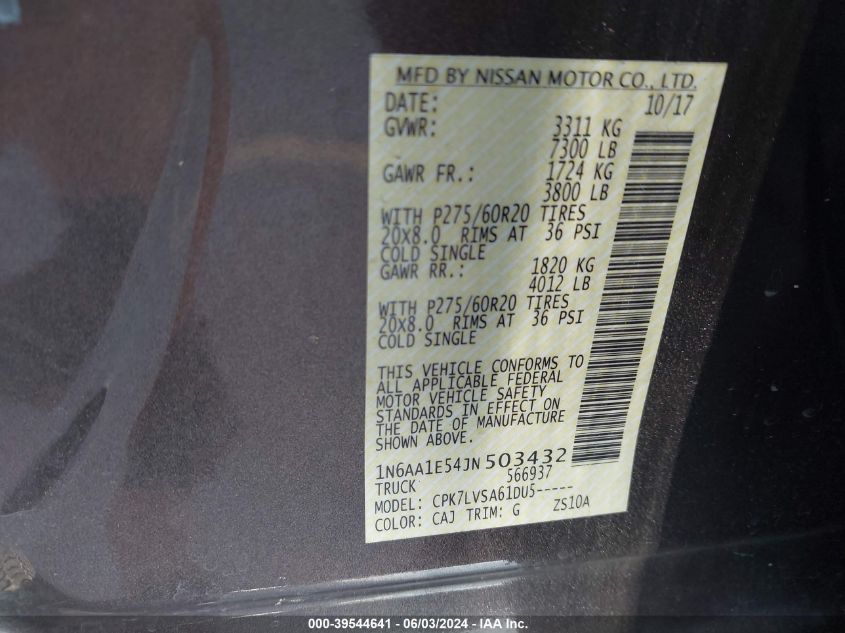 MFD BY NISSAN MOTOR CO., LTD.
DATE: 10/17
GVWR: 3311 KG
7300 LB
GAWR FR.: 1724 KG
3800 LB
WITH P275/60R20 TIRES
20X8.0 RIMS AT 36 PSI
COLD SINGLE
GAWR RR.: 1820 KG
4012 LB
WITH P275/60R20 TIRES
20X8.0 RIMS AT 36 PSI
COLD SINGLE
THIS VEHICLE CONFORMS TO
ALL APPLICABLE FEDERAL
MOTOR VEHICLE SAFETY
STANDARDS IN EFFECT ON
THE DATE OF MANUFACTURE
SHOWN ABOVE.
1N6AA1E54JN503432
TRUCK 566937
MODEL: CPK7LVSA61DU5-----
COLOR: CAJ TRIM: G ZS10A
000-39544641 - 06/03/2024 - IAA Inc.